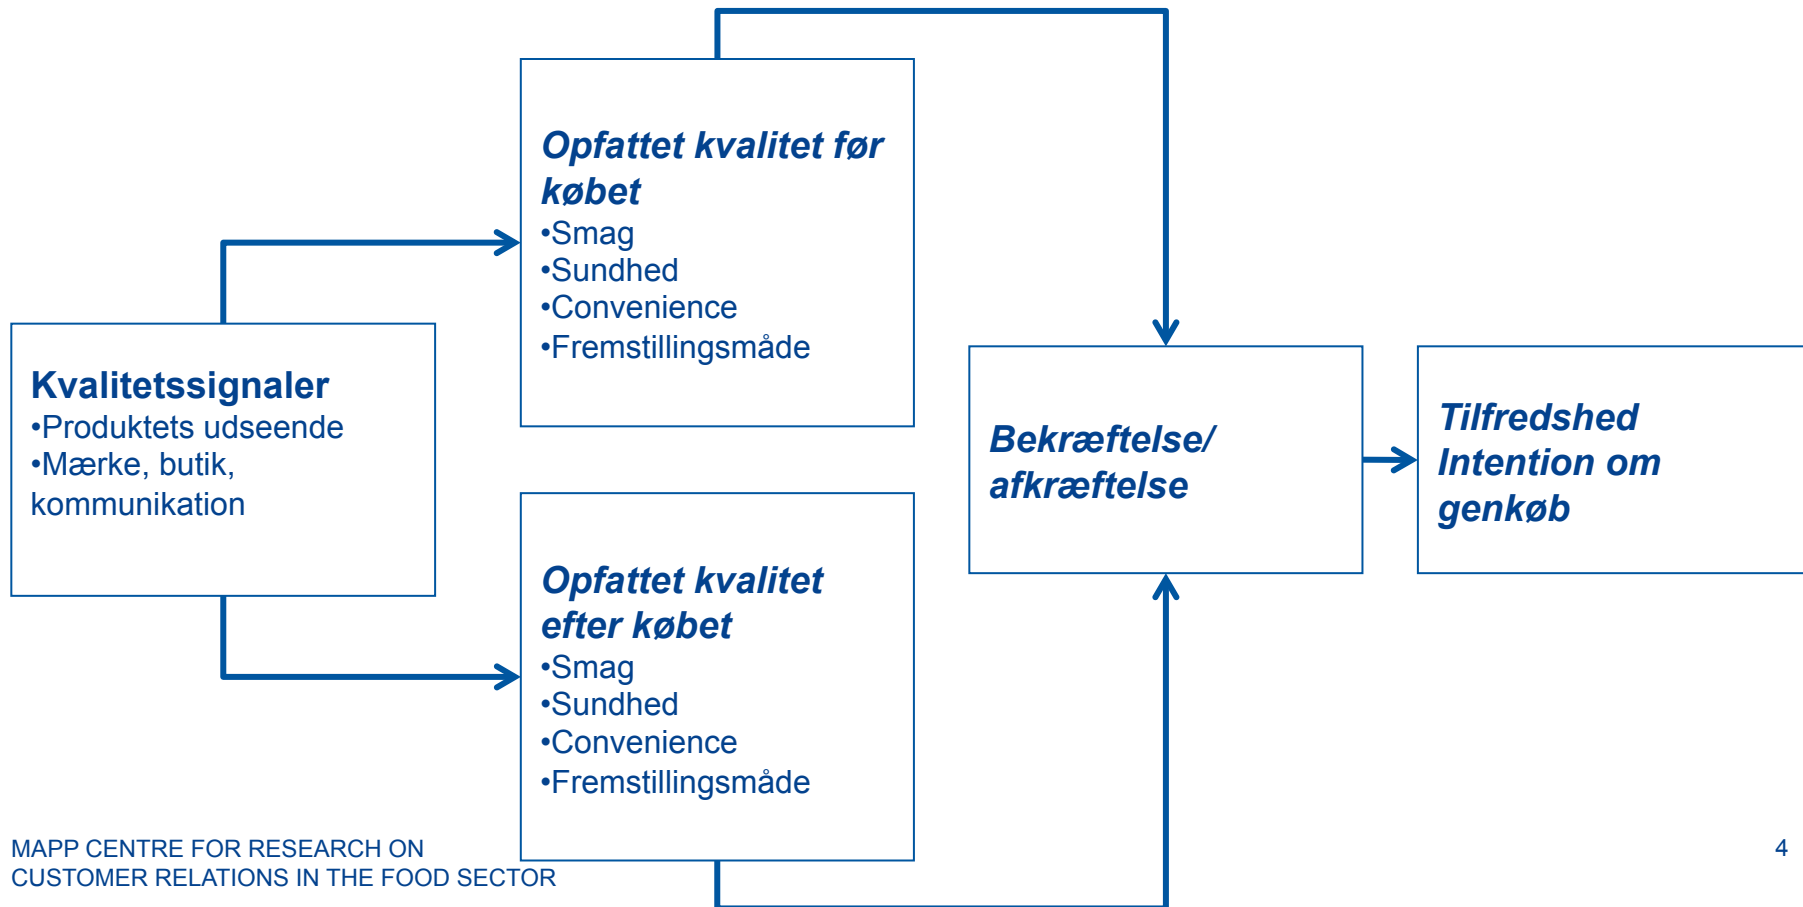 Opfattet kvalitet før
købet
•Smag
•Sundhed
•Convenience
•Fremstillingsmåde
Kvalitetssignaler
•Produktets udseende
•Mærke, butik,
kommunikation
Opfattet kvalitet
efter købet
•Smag
•Sundhed
•Convenience
•Fremstillingsmåde
Bekræftelse/
afkræftelse
Tilfredshed
Intention om
genkøb
MAPP CENTRE FOR RESEARCH ON
CUSTOMER RELATIONS IN THE FOOD SECTOR
4